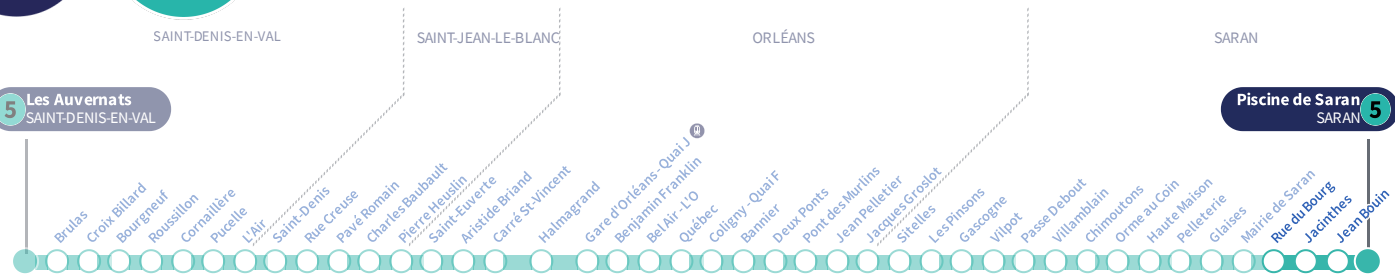 SAINT-DENIS-EN-VAL
SAINT-JEAN-LE-BLANC
ORLÉANS
SARAN
5
Les Auvernats
SAINT-DENIS-EN-VAL
Piscine de Saran
SARAN
5
Brulas
Croix Billard
Bourgneuf
Roussillon
Cornaillère
Pucelle
L'Air
Saint-Denis
Rue Creuse
Pavé Romain
Charles Baubault
Pierre Heuslin
Saint-Euverte
Aristide Briand
Carré St-Vincent
Halmagrand
Gare d'Orléans - Quai J
Benjamin Franklin
Bel Air - L'O
Québec
Coligny - Quai F
Bannier
Deux Ponts
Pont des Murlins
Jean Pelletier
Jacques Groslot
Sitelles
Les Pinsons
Gascogne
Vilpot
Passe Debout
Villamblain
Chimoutons
Orme au Coin
Haute Maison
Pelleterie
Glaises
Mairie de Saran
Rue du Bourg
Jacinthes
Jean Bouin